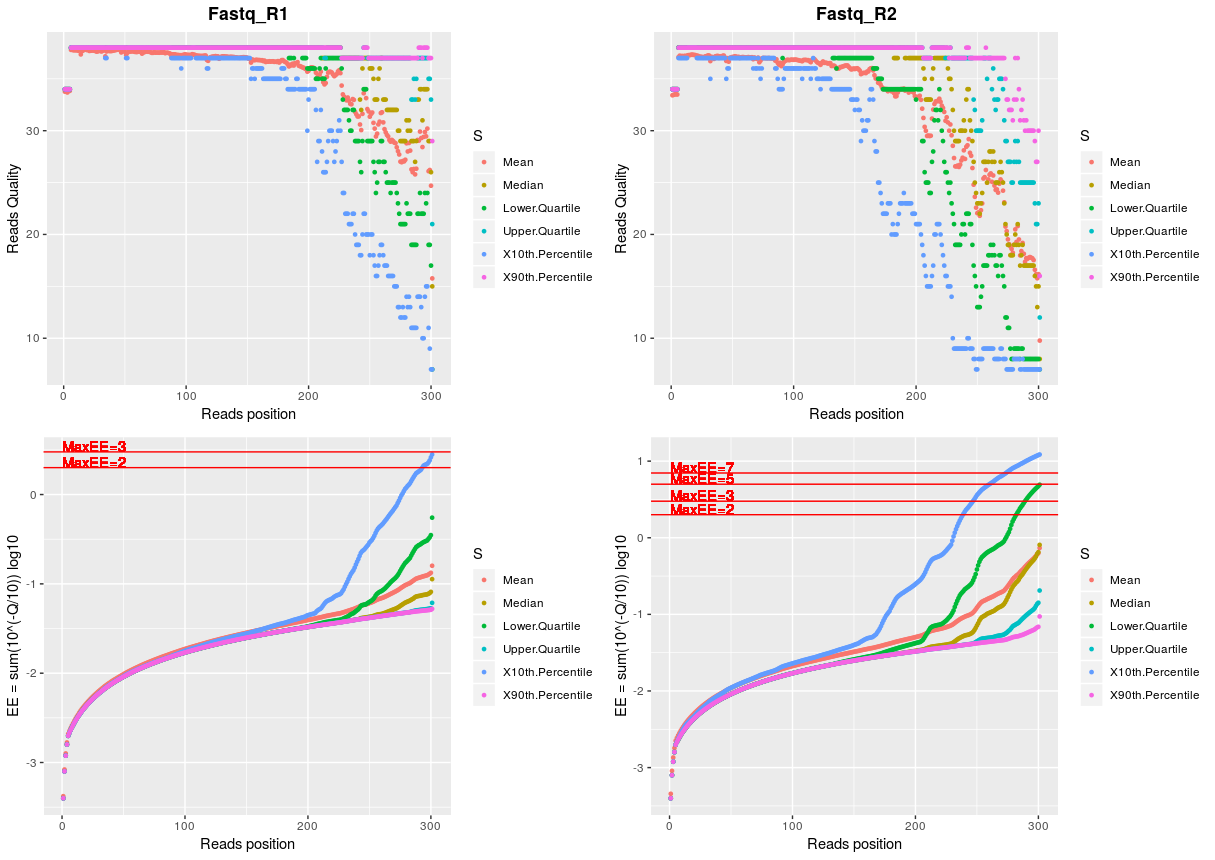 Fastq_R1
30
20
10
Reads Quality
0
100
200
300
Reads position
S
Mean
Median
Lower.Quartile
Upper.Quartile
X10th.Percentile
X90th.Percentile
Fastq_R2
30
20
10
Reads Quality
0
100
200
300
Reads position
S
Mean
Median
Lower.Quartile
Upper.Quartile
X10th.Percentile
X90th.Percentile
MaxEE=3
MaxEE=2
0
-1
-2
-3
EE = sum(10^(-Q/10)) log10
0
100
200
300
Reads position
S
Mean
Median
Lower.Quartile
Upper.Quartile
X10th.Percentile
X90th.Percentile
MaxEE=7
MaxEE=5
MaxEE=3
MaxEE=2
1
0
-1
-2
-3
EE = sum(10^(-Q/10)) log10
0
100
200
300
Reads position
S
Mean
Median
Lower.Quartile
Upper.Quartile
X10th.Percentile
X90th.Percentile